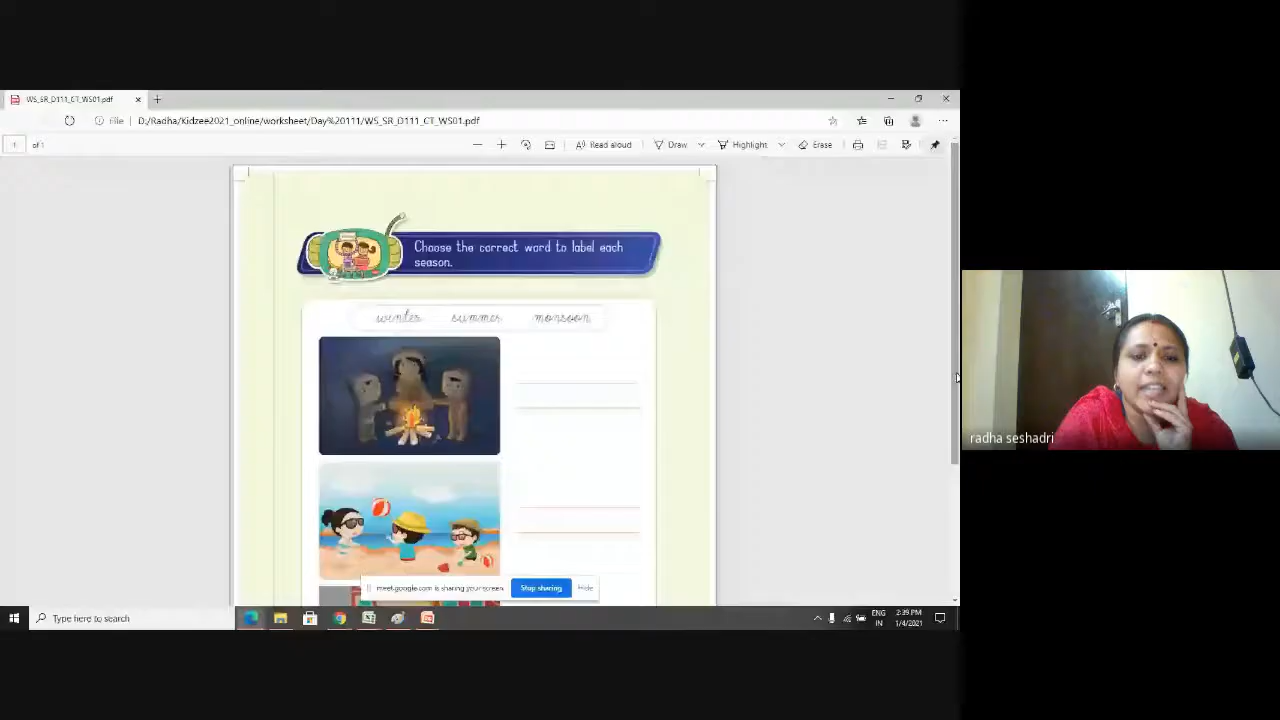 WS_SR_D111_CT_WS01.pdf
File
D:/Radha/Kidzee2021_online/worksheet/Day%20111/WS_SR_D111_CT_WS01.pdf
1 of 1
Read aloud
Draw
Highlight
Erase
Choose the correct word to label each
season.
winter summer monsoon
radha seshadri
meet.google.com is sharing your screen.
Stop sharing
Hide
Type here to search
ENG
IN
2:39 PM
1/4/2021